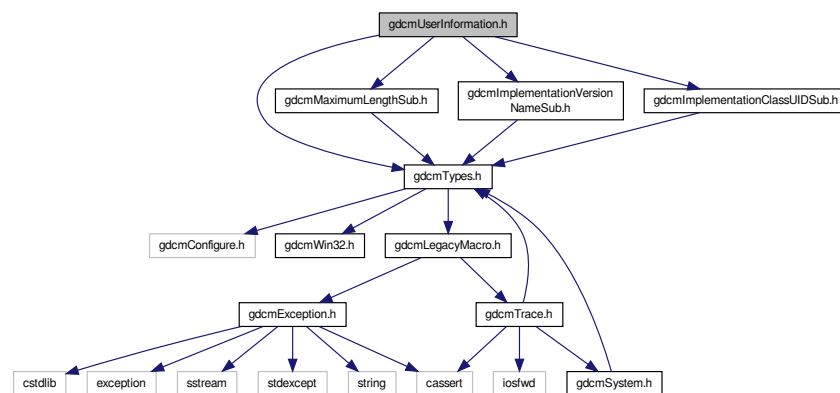 gdcmUserInformation.h
gdcmMaximumLengthSub.h
gdcmImplementationVersion
NameSub.h
gdcmImplementationClassUIDSub.h
gdcmTypes.h
gdcmConfigure.h
gdcmWin32.h
gdcmLegacyMacro.h
gdcmException.h
gdcmTrace.h
cstdlib
exception
sstream
stdexcept
string
cassert
iosfwd
gdcmSystem.h